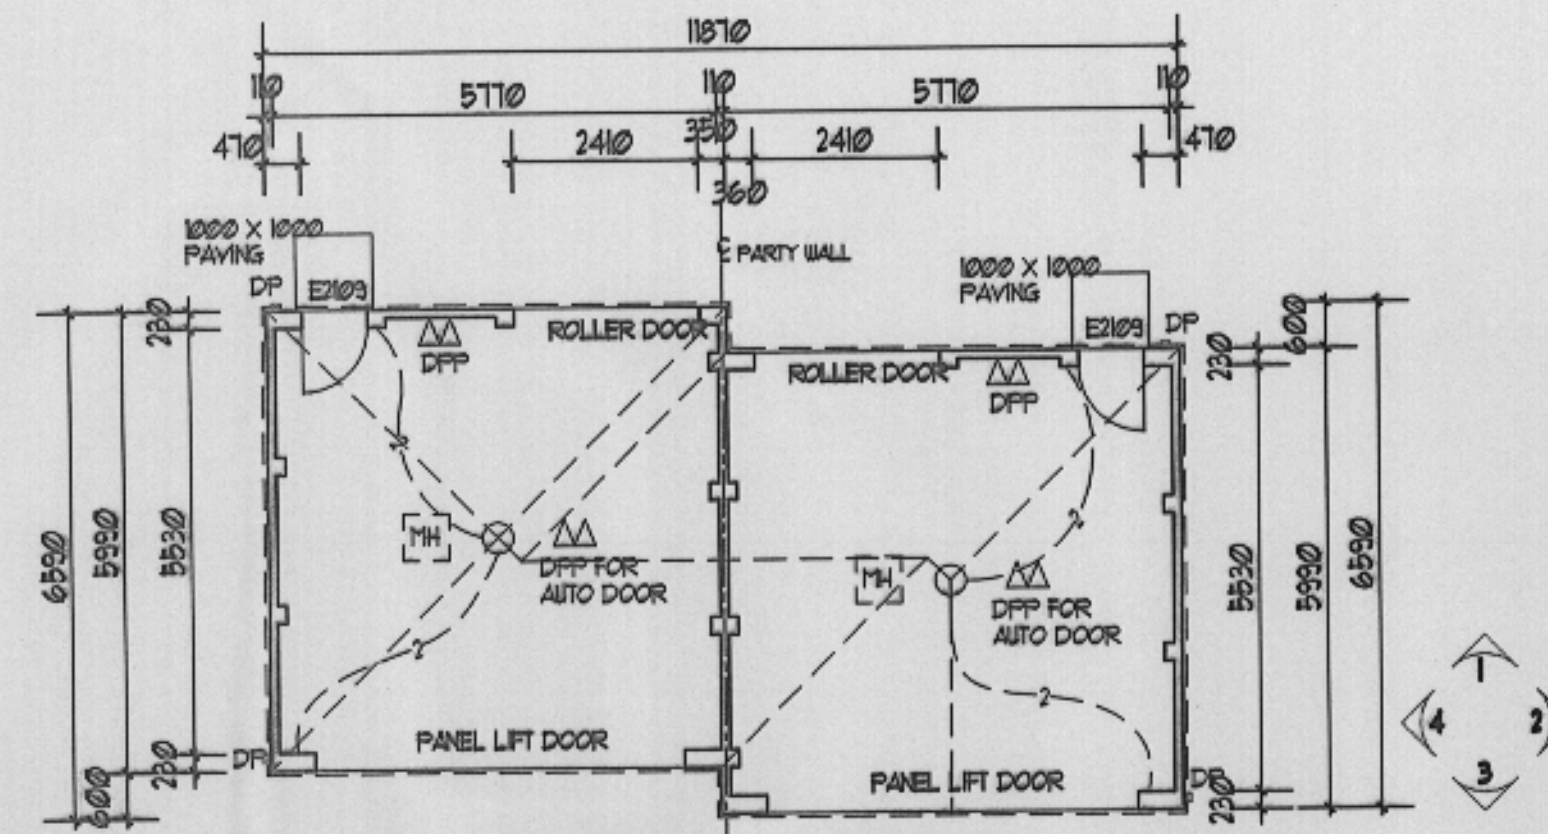 11870
110
5770
110
5770
110
470
2410
350
2410
470
360
1000 X 1000
PAVING
PARTY WALL
1000 X 1000
PAVING
DP
E2109
E2109
DP
230
600
ROLLER DOOR
ROLLER DOOR
230
DPP
DPP
2
2
MH
MH
6590
5990
5530
DPP FOR
AUTO DOOR
DPP FOR
AUTO DOOR
5530
5990
6590
2
2
1
4
2
3
PANEL LIFT DOOR
PANEL LIFT DOOR
DP
DP
230
600
230